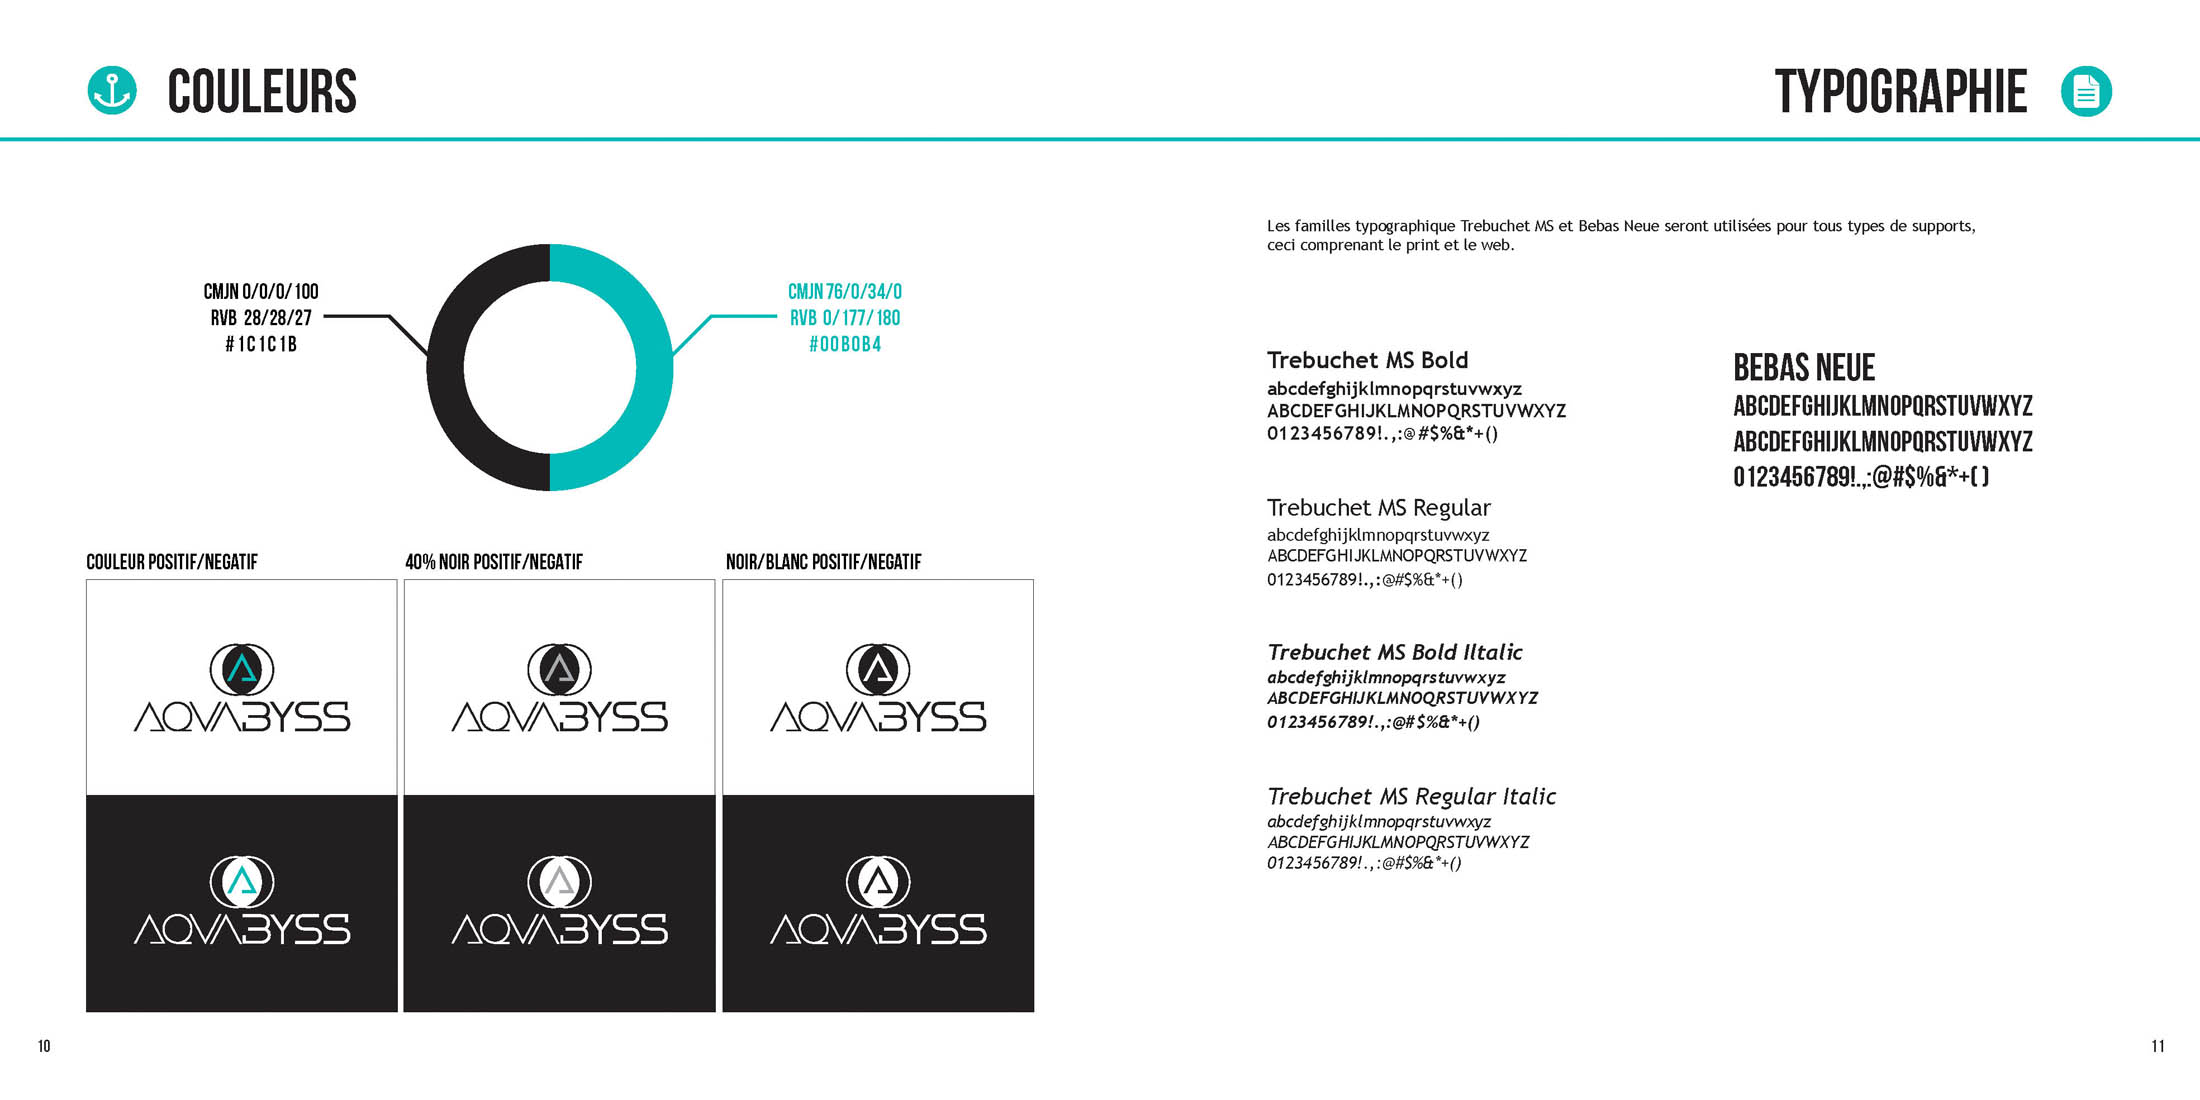 COULEURS
CMJN 0/0/0/100
RVB 28/28/27
#1C1C1B
CMJN 76/0/34/0
RVB 0/177/180
#00B0B4
COULEUR POSITIF/NEGATIF
40% NOIR POSITIF/NEGATIF
NOIR/BLANC POSITIF/NEGATIF
AQVABYSS
AQVABYSS
AQVABYSS
AQVABYSS
AQVABYSS
AQVABYSS
10
TYPOGRAPHIE
Les familles typographique Trebuchet MS et Bebas Neue seront utilisées pour tous types de supports,
ceci comprenant le print et le web.
Trebuchet MS Bold
abcdefghijklmnopqrstuvwxyz
ABCDEFGHIJKLMNOPQRSTUVWXYZ
0123456789!.,:@#$%&*+()
Trebuchet MS Regular
abcdefghijklmnopqrstuvwxyz
ABCDEFGHIJKLMNOPQRSTUVWXYZ
0123456789!.,:@#$%&*+()
Trebuchet MS Bold IItalic
abcdefghijklmnopqrstuvwxyz
ABCDEFGHIJKLMNOQRSTUVWXYZ
0123456789!.,:@#$%&*+()
Trebuchet MS Regular Italic
abcdefghijklmnopqrstuvwxyz
ABCDEFGHIJKLMNOPQRSTUVWXYZ
0123456789!.,:@#$%&*+()
BEBAS NEUE
ABCDEFGHIJKLMNOPQRSTUVWXYZ
ABCDEFGHIJKLMNOPQRSTUVWXYZ
0123456789!.,:@#$%&*+()
11